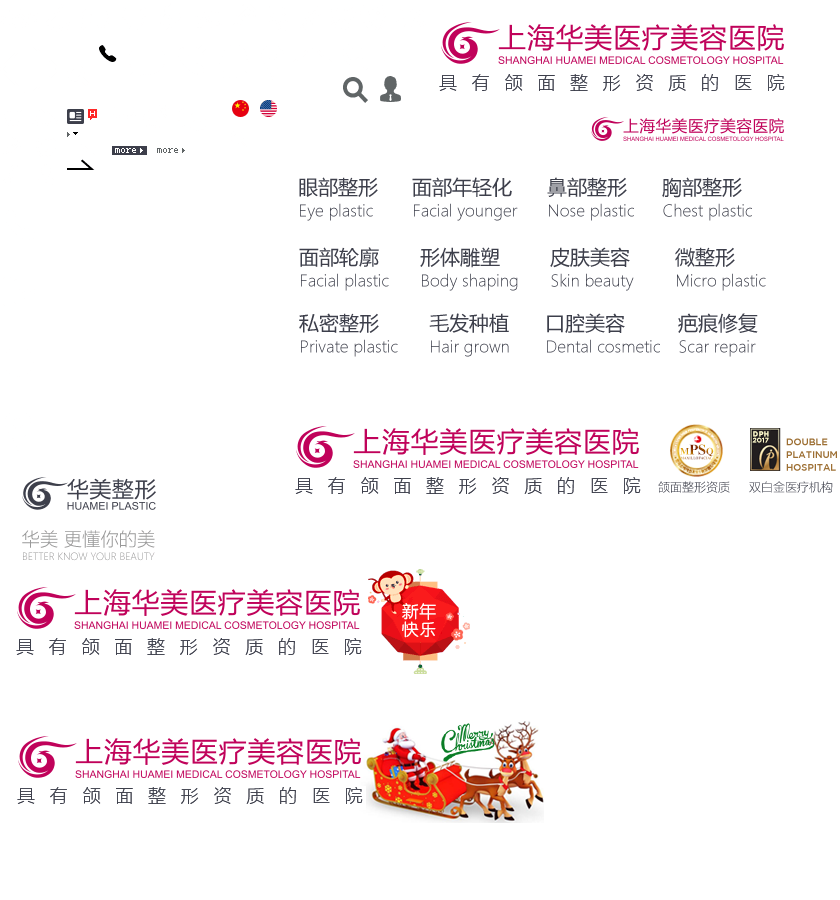 上海华美医疗美容医院
SHANGHAI HUAMEI MEDICAL COSMETOLOGY HOSPITAL
具有颌面整形资质的医院
上海华美医疗美容医院
SHANGHAI HUAMEI MEDICAL COSMETOLOGY HOSPITAL
more more
眼部整形 面部年轻化 鼻部整形 胸部整形
Eye plastic Facial younger Nose plastic Chest plastic
面部轮廓 形体雕塑 皮肤美容 微整形
Facial plastic Body shaping Skin beauty Micro plastic
私密整形 毛发种植 口腔美容 疤痕修复
Private plastic Hair grown Dental cosmetic Scar repair
上海华美医疗美容医院
SHANGHAI HUAMEI MEDICAL COSMETOLOGY HOSPITAL
具有颌面整形资质的医院
MPSQ
颌面整形资质
DPH
2017
DOUBLE
PLATINUM
HOSPITAL
双白金医疗机构
华美整形
HUAMEI PLASTIC
华美 更懂你的美
BETTER KNOW YOUR BEAUTY
上海华美医疗美容医院
SHANGHAI HUAMEI MEDICAL COSMETOLOGY HOSPITAL
具有颌面整形资质的医院
新年
快乐
上海华美医疗美容医院
SHANGHAI HUAMEI MEDICAL COSMETOLOGY HOSPITAL
具有颌面整形资质的医院
Merry
Christmas